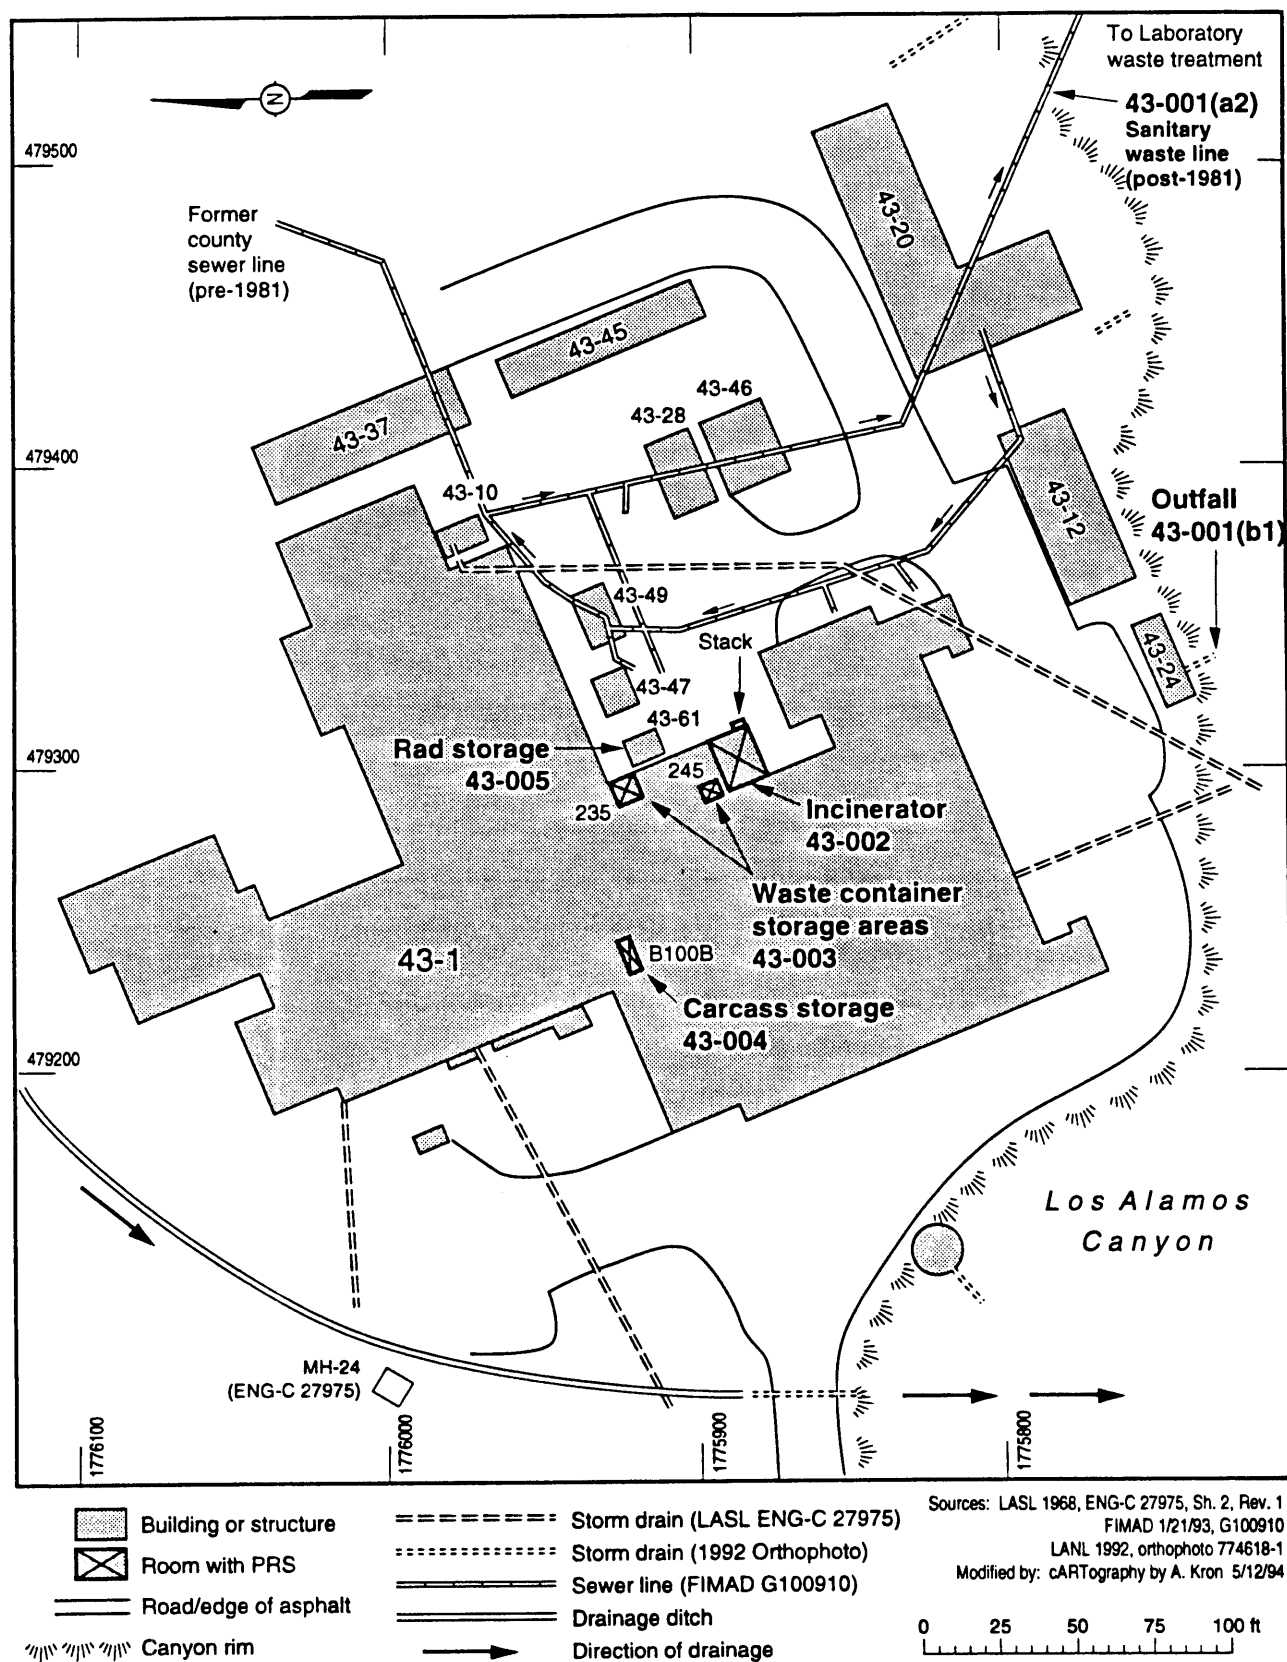 To Laboratory
waste treatment
43-001(a2)
Sanitary
waste line
(post-1981)
N
479500
Former
county
sewer line
(pre-1981)
43-20
43-45
43-46
43-28
43-37
479400
43-10
43-12
Outfall
43-001(b1)
43-49
Stack
43-24
43-47
43-61
Rad storage
43-005
479300
245
235
Incinerator
43-002
Waste container
storage areas
43-003
43-1
B100B
Carcass storage
43-004
479200
Los Alamos
Canyon
MH-24
(ENG-C 27975)
1776100
1776000
1775900
1775800
Building or structure
Room with PRS
Road/edge of asphalt
Canyon rim
Storm drain (LASL ENG-C 27975)
Storm drain (1992 Orthophoto)
Sewer line (FIMAD G100910)
Drainage ditch
Direction of drainage
Sources: LASL 1968, ENG-C 27975, Sh. 2, Rev. 1
FIMAD 1/21/93, G100910
LANL 1992, orthophoto 774618-1
Modified by: cARTography by A. Kron 5/12/94
0 25 50 75 100 ft